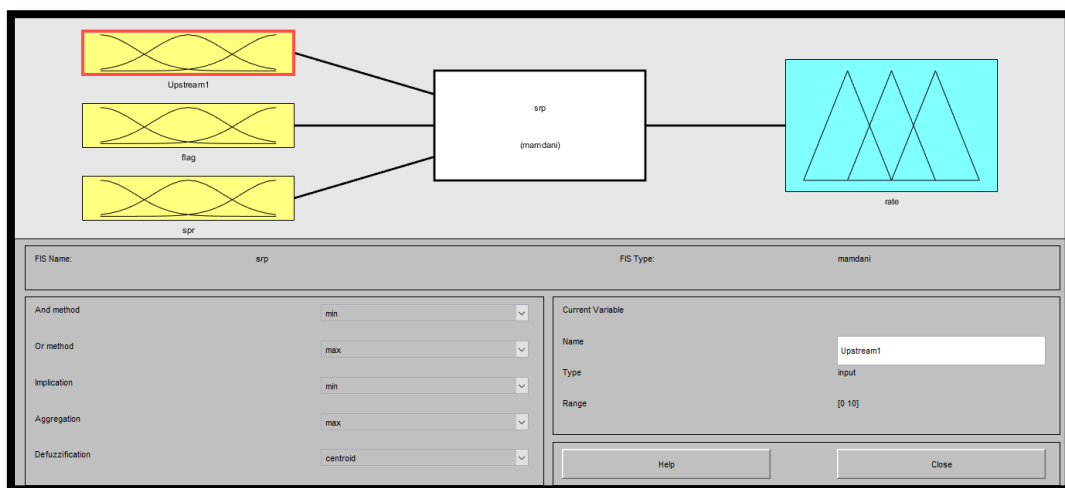 Upstream1
flag
spr
srp
(mamdani)
rate
FIS Name: srp FIS Type: mamdani
And method min
Or method max
Implication min
Aggregation max
Defuzzification centroid
Current Variable
Name Upstream1
Type input
Range [0 10]
Help Close